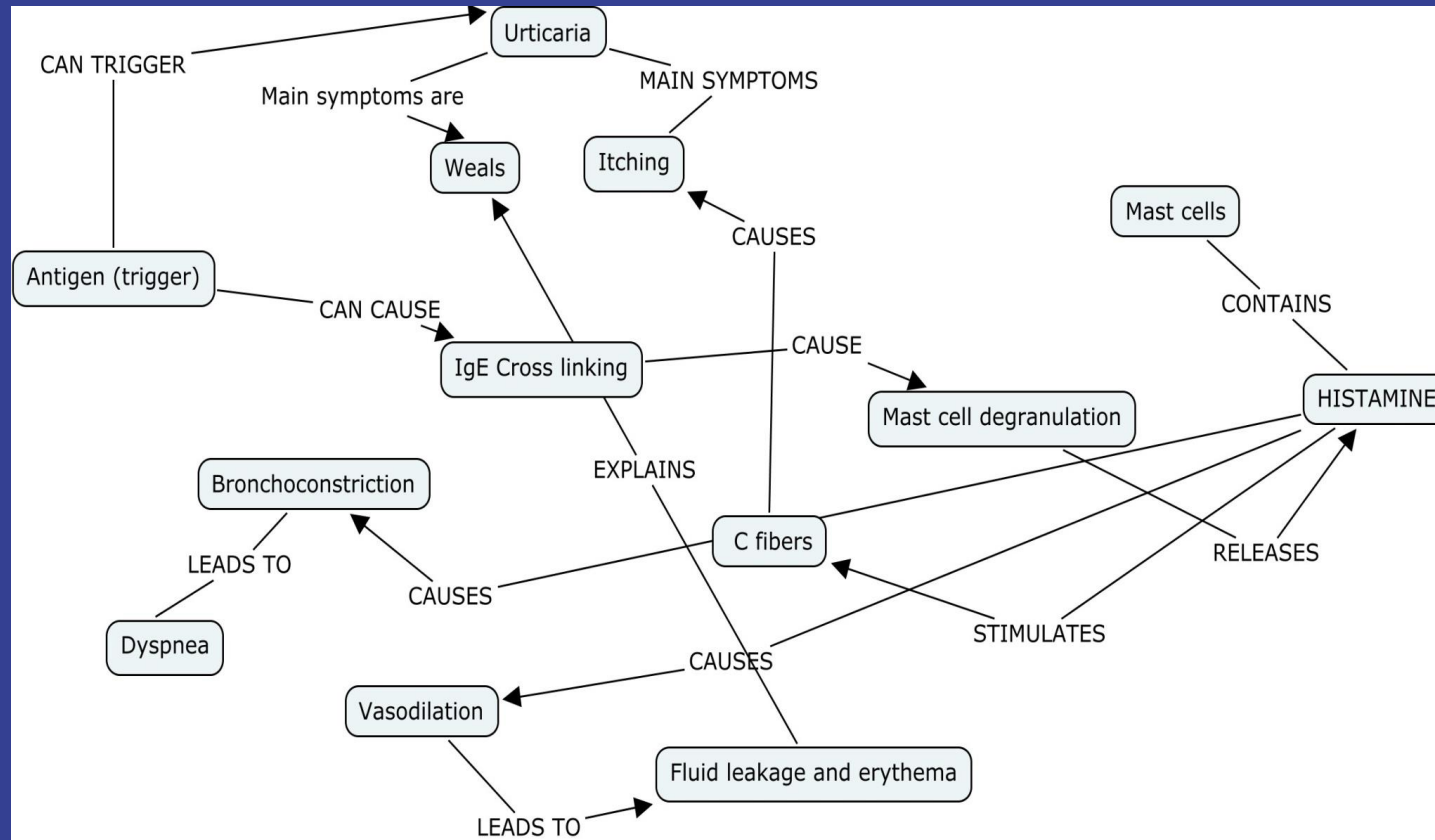 Urticaria
CAN TRIGGER
MAIN SYMPTOMS
Main symptoms are
Weals
Itching
Mast cells
CAUSES
Antigen (trigger)
CAN CAUSE
CONTAINS
CAUSE
IgE Cross linking
HISTAMINE
Mast cell degranulation
EXPLAINS
Bronchoconstriction
C fibers
RELEASES
LEADS TO
CAUSES
STIMULATES
Dyspnea
CAUSES
Vasodilation
Fluid leakage and erythema
LEADS TO